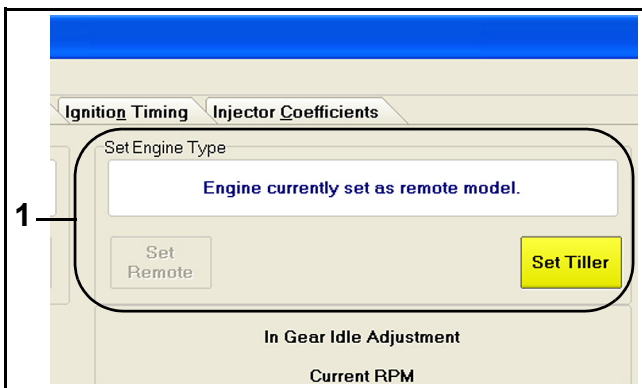 Ignition Timing
Injector Coefficients
Set Engine Type
Engine currently set as remote model.
1
Set
Remote
Set Tiller
In Gear Idle Adjustment
Current RPM